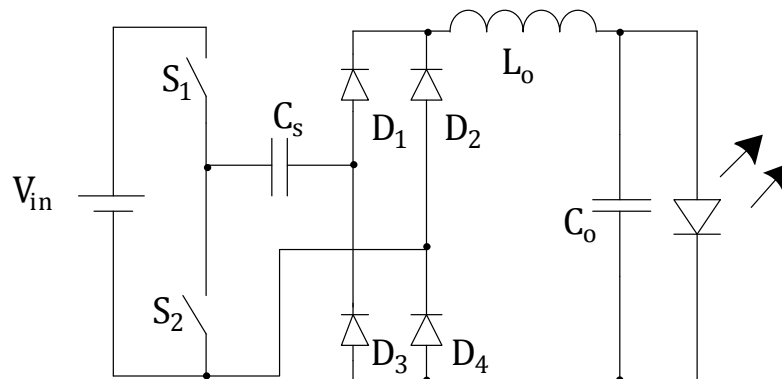 S₁
Lₒ
Cₛ
D₁
D₂
Vᵢₙ
Cₒ
S₂
D₃
D₄